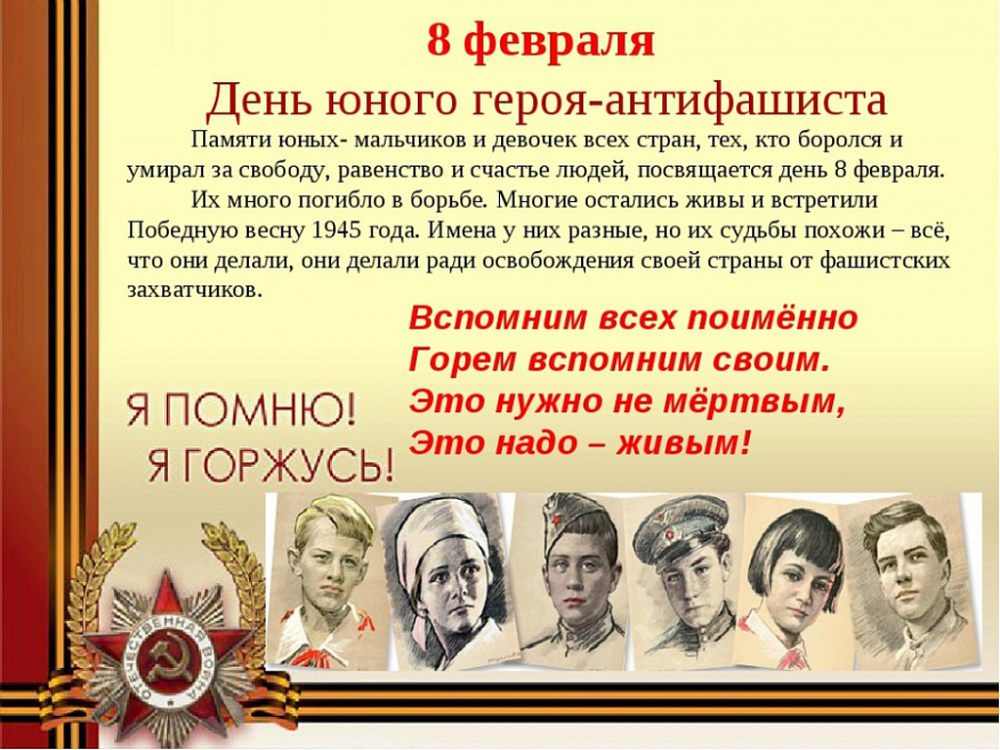 8 февраля
День юного героя-антифашиста
Памяти юных- мальчиков и девочек всех стран, тех, кто боролся и
умирал за свободу, равенство и счастье людей, посвящается день 8 февраля.
Их много погибло в борьбе. Многие остались живы и встретили
Победную весну 1945 года. Имена у них разные, но их судьбы похожи – всё,
что они делали, они делали ради освобождения своей страны от фашистских
захватчиков.
Вспомним всех поимённо
Горем вспомним своим.
Это нужно не мёртвым,
Это надо – живым!
Я ПОМНЮ!
Я ГОРЖУСЬ!
ОТЕЧЕСТВЕННАЯ ВОЙНА